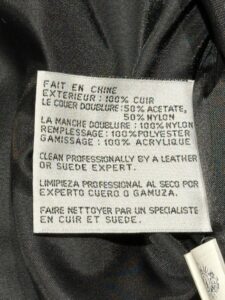 FAIT EN CHINE
EXTERIEUR : 100% CUIR
LE COUER DOUBLURE : 50% ACETATE,
50% NYLON
LA MANCHE DOUBLURE : 100% NYLON
REMPLESSAGE : 100% POLYESTER
GAMISSAGE : 100% ACRYLIQUE
CLEAN PROFESSIONALLY BY A LEATHER
OR SUEDE EXPERT.
LIMIPIEZA PROFESSIONAL AL SECO POR
EXPERTO CUERO O GAMUZA.
FAIRE NETTOYER PAR UN SPECIALISTE
EN CUIR ET SUEDE.